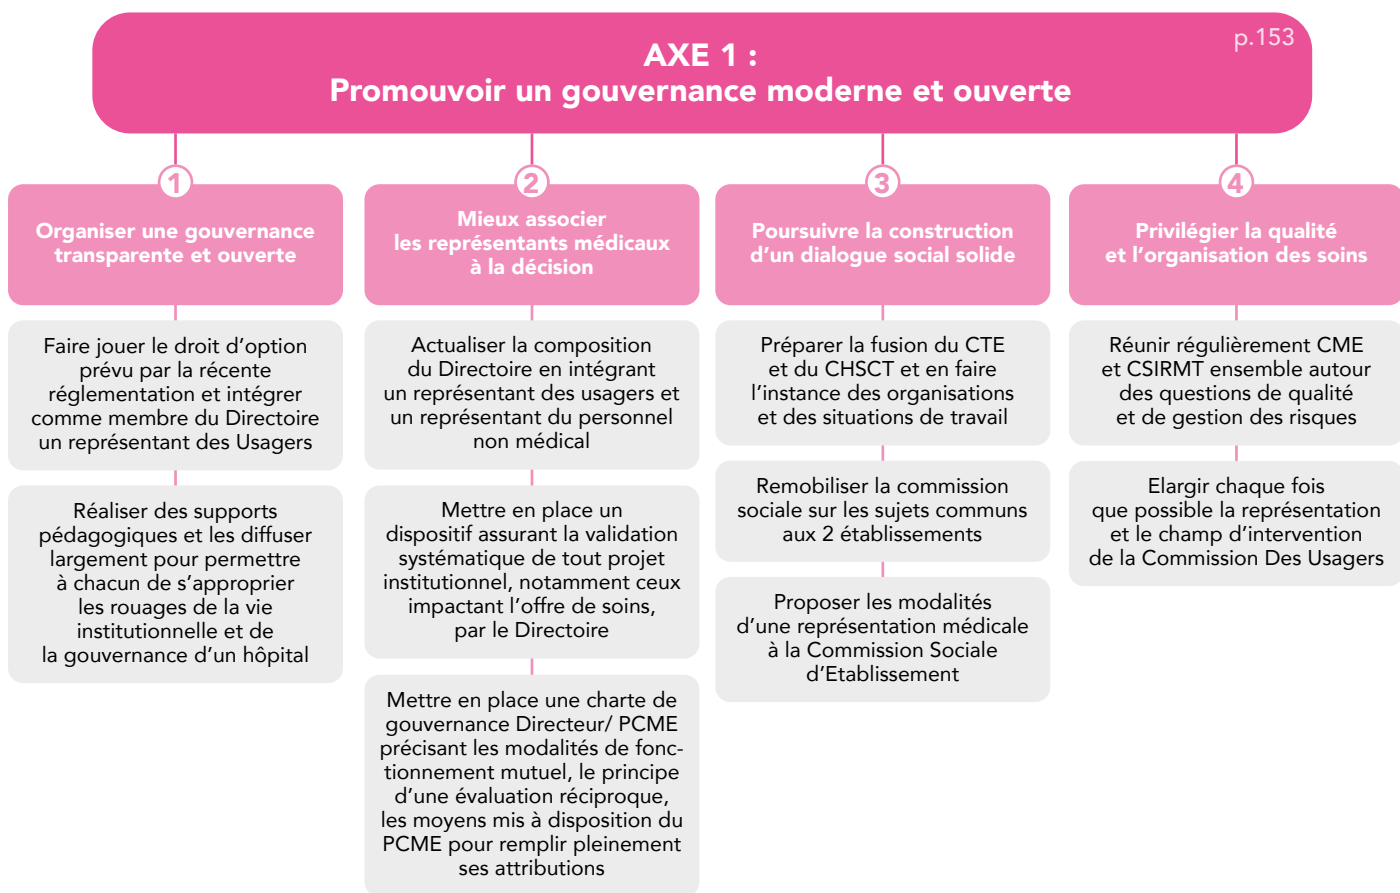 p.153
AXE 1 :
Promouvoir un gouvernance moderne et ouverte
1
Organiser une gouvernance
transparente et ouverte
Faire jouer le droit d’option
prévu par la récente
réglementation et intégrer
comme membre du Directoire
un représentant des Usagers
Réaliser des supports
pédagogiques et les diffuser
largement pour permettre
à chacun de s’approprier
les rouages de la vie
institutionnelle et de
la gouvernance d’un hôpital
2
Mieux associer
les représentants médicaux
à la décision
Actualiser la composition
du Directoire en intégrant
un représentant des usagers et
un représentant du personnel
non médical
Mettre en place un
dispositif assurant la validation
systématique de tout projet
institutionnel, notamment ceux
impactant l’offre de soins,
par le Directoire
Mettre en place une charte de
gouvernance Directeur/ PCME
précisant les modalités de fonc-
tionnement mutuel, le principe
d’une évaluation réciproque,
les moyens mis à disposition du
PCME pour remplir pleinement
ses attributions
3
Poursuivre la construction
d’un dialogue social solide
Préparer la fusion du CTE
et du CHSCT et en faire
l’instance des organisations
et des situations de travail
Remobiliser la commission
sociale sur les sujets communs
aux 2 établissements
Proposer les modalités
d’une représentation médicale
à la Commission Sociale
d’Etablissement
4
Privilégier la qualité
et l’organisation des soins
Réunir régulièrement CME
et CSIRMT ensemble autour
des questions de qualité
et de gestion des risques
Elargir chaque fois
que possible la représentation
et le champ d’intervention
de la Commission Des Usagers